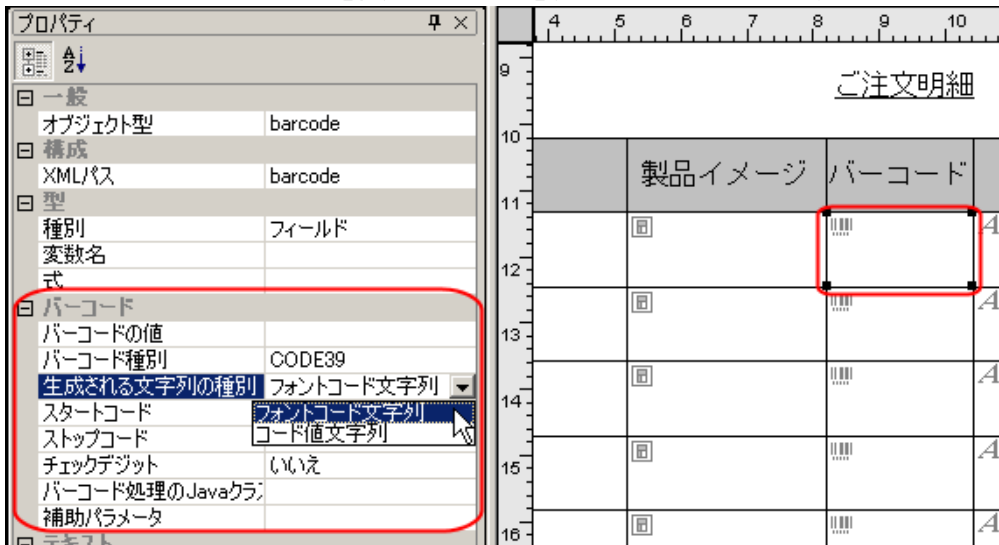 プロパティ
一般
オブジェクト型 barcode
構成
XMLパス barcode
型
種別 フィールド
変数名
式
バーコード
バーコードの値
バーコード種別 CODE39
生成される文字列の種別 フォントコード文字列
スタートコード フォントコード文字列
ストップコード コード値文字列
チェックデジット いいえ
バーコード処理のJavaクラ
補助パラメータ
テキスト
4 5 6 7 8 9 10
9
ご注文明細
10
製品イメージ バーコード
11
A
12
A
13
A
14
A
15
A
16